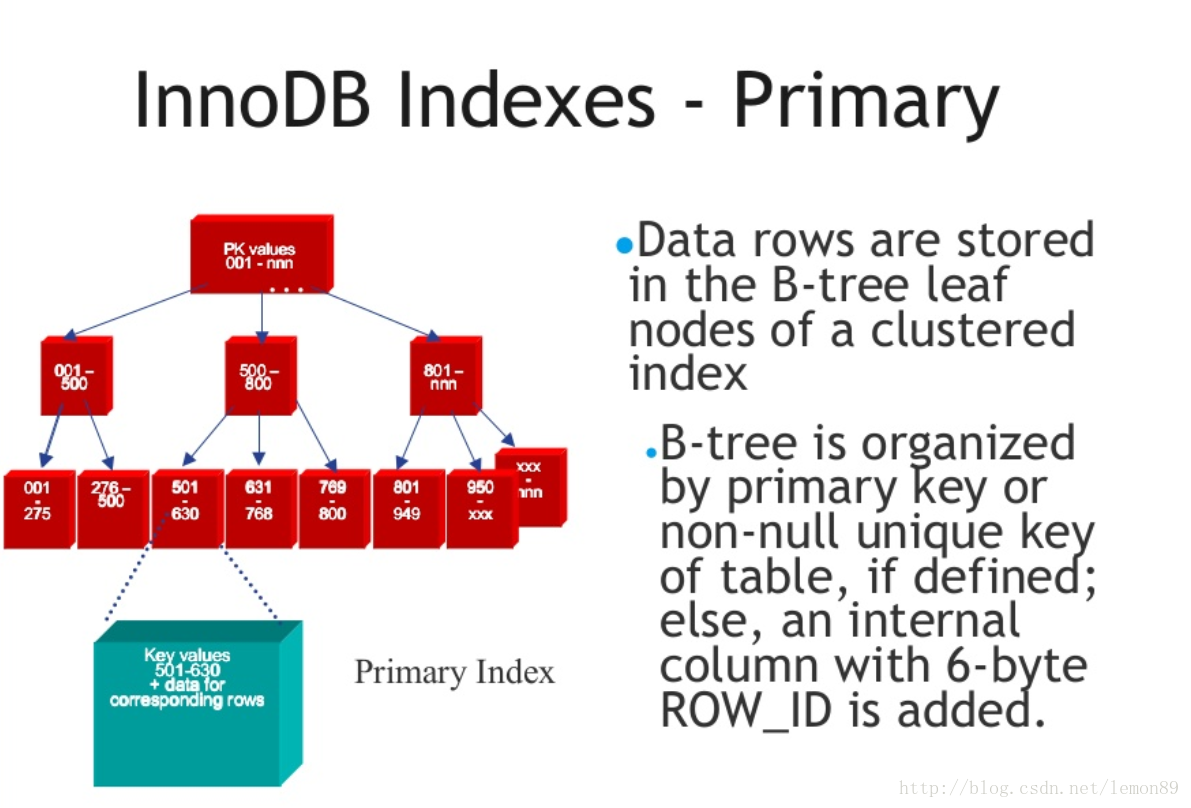 InnoDB Indexes - Primary
PK values
001 - nnn
. . .
001 –
500
500 –
800
801 –
nnn
001
-
275
276 –
500
501
-
630
631
-
768
769
-
800
801
-
949
950
-
xxx
xxx
-
nnn
Key values
501-630
+ data for
corresponding rows
Primary Index
•Data rows are stored
in the B-tree leaf
nodes of a clustered
index
•B-tree is organized
by primary key or
non-null unique key
of table, if defined;
else, an internal
column with 6-byte
ROW_ID is added.
http://blog.csdn.net/lemon89